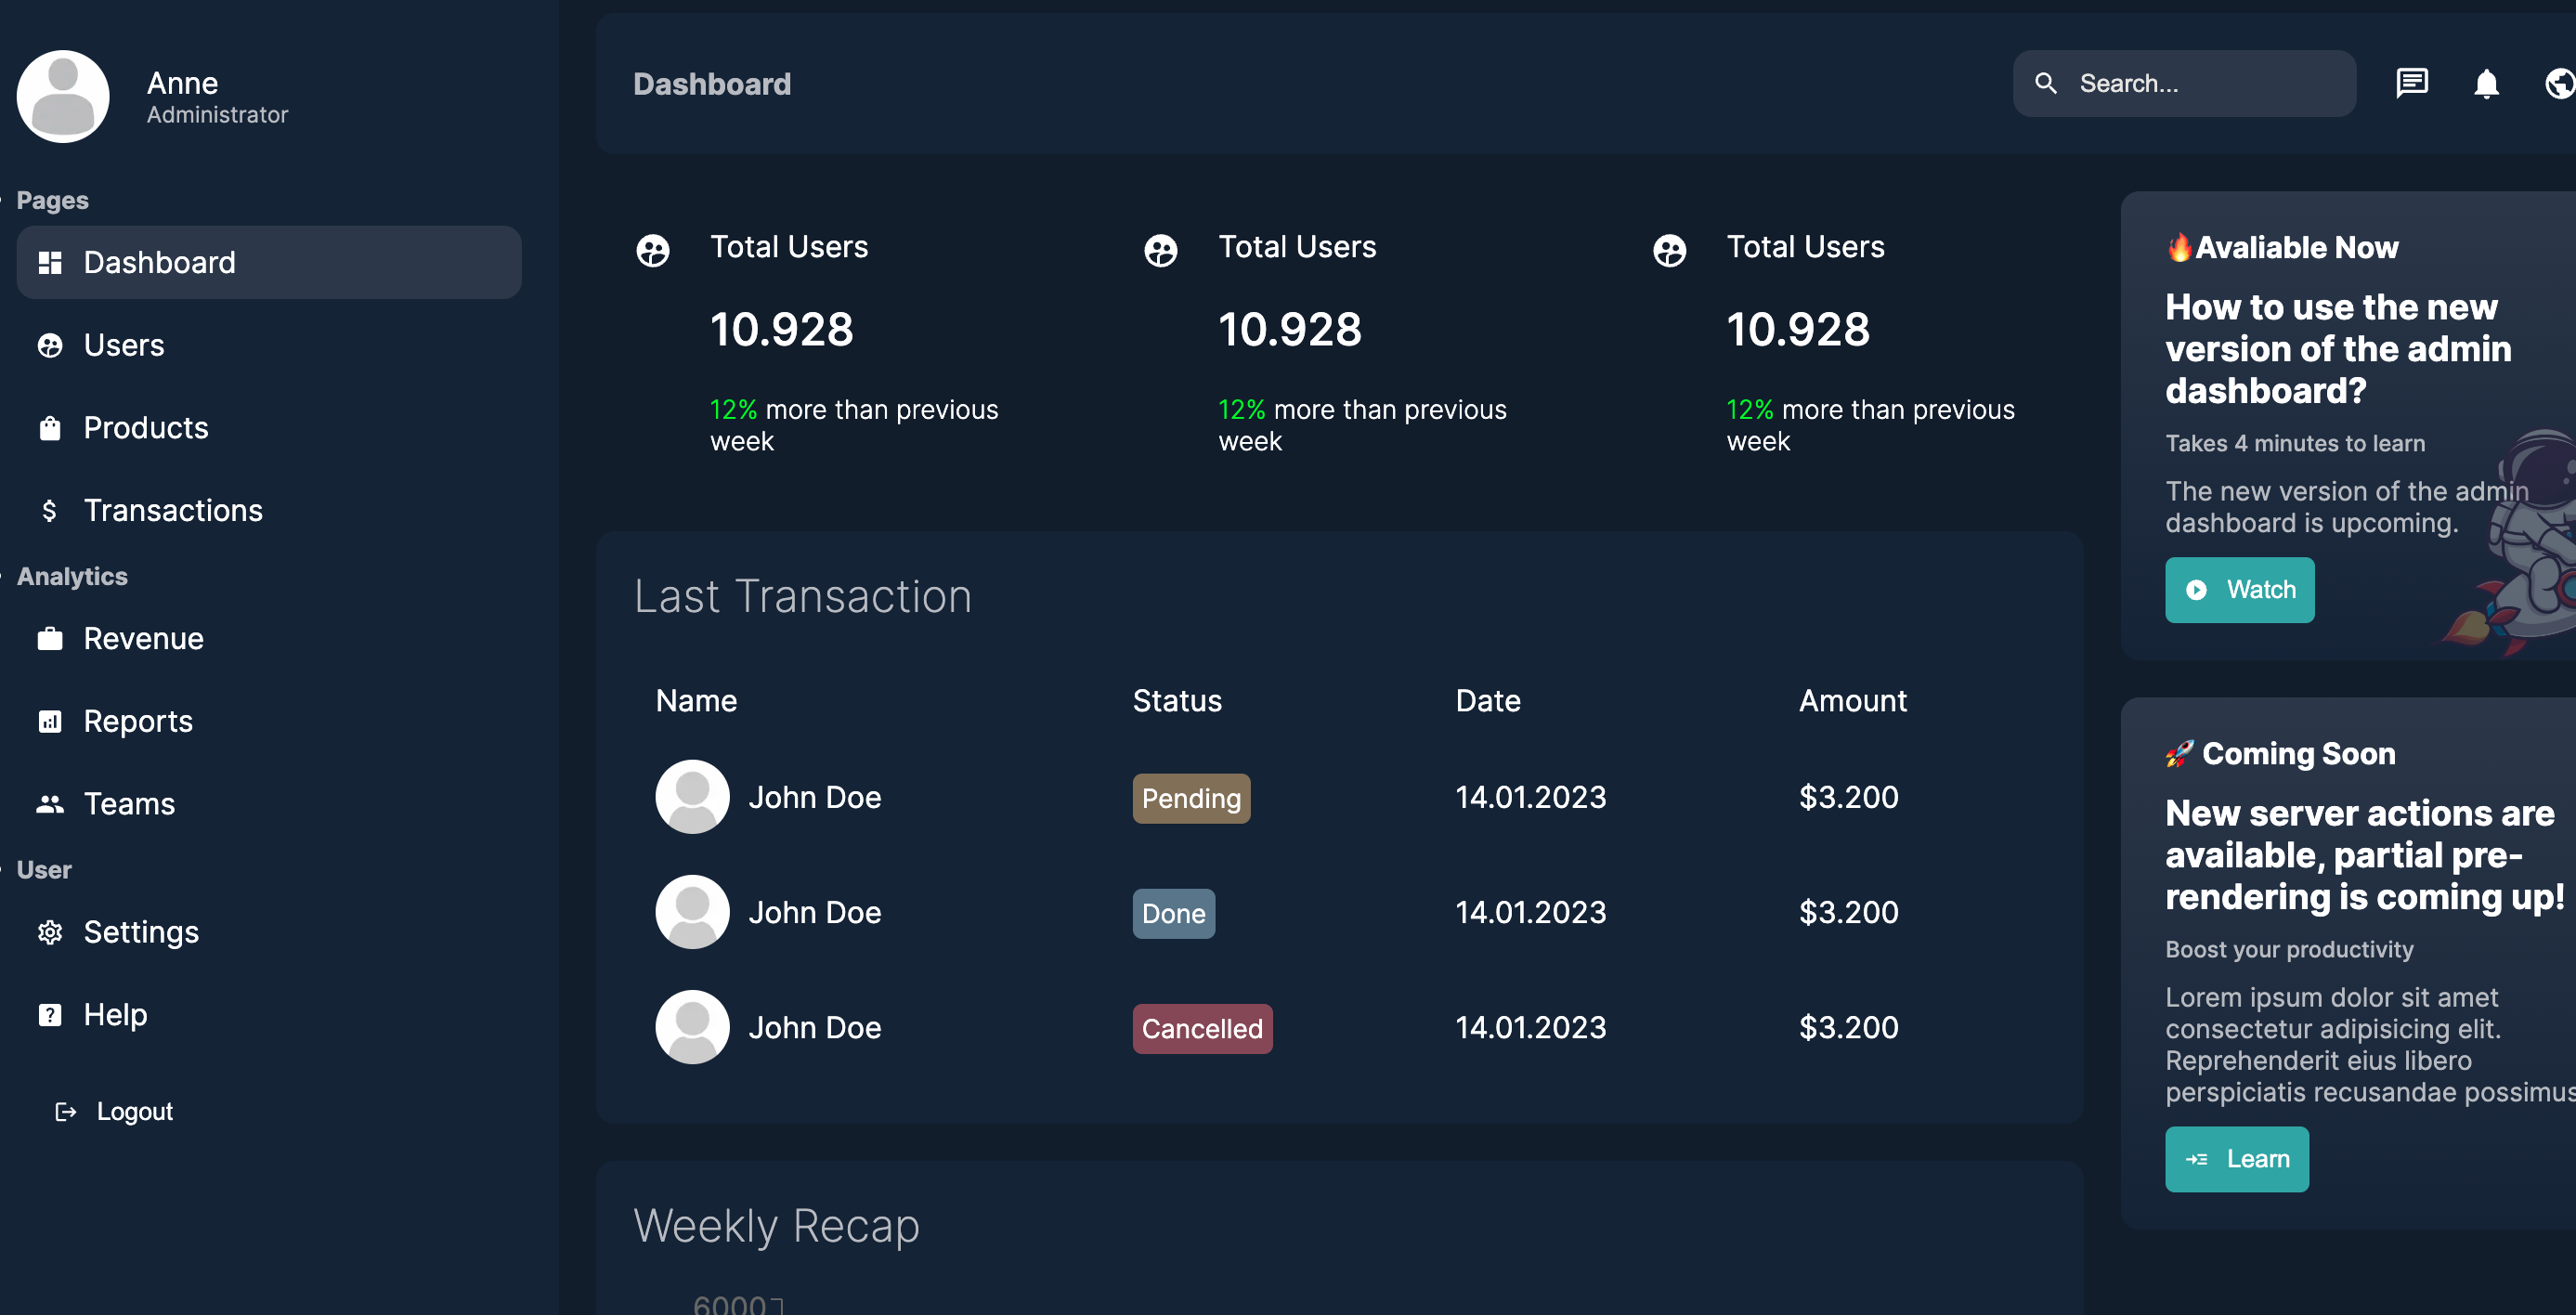 Anne
Administrator
Pages
Dashboard
Users
Products
Transactions
Analytics
Revenue
Reports
Teams
User
Settings
Help
Logout
Dashboard
Search...
Total Users
10.928
12% more than previous
week
Total Users
10.928
12% more than previous
week
Total Users
10.928
12% more than previous
week
Last Transaction
Name Status Date Amount
John Doe Pending 14.01.2023 $3.200
John Doe Done 14.01.2023 $3.200
John Doe Cancelled 14.01.2023 $3.200
Weekly Recap
6000
🔥Avaliable Now
How to use the new
version of the admin
dashboard?
Takes 4 minutes to learn
The new version of the admin
dashboard is upcoming.
Watch
🚀 Coming Soon
New server actions are
available, partial pre-
rendering is coming up!
Boost your productivity
Lorem ipsum dolor sit amet
consectetur adipisicing elit.
Reprehenderit eius libero
perspiciatis recusandae possimus
Learn